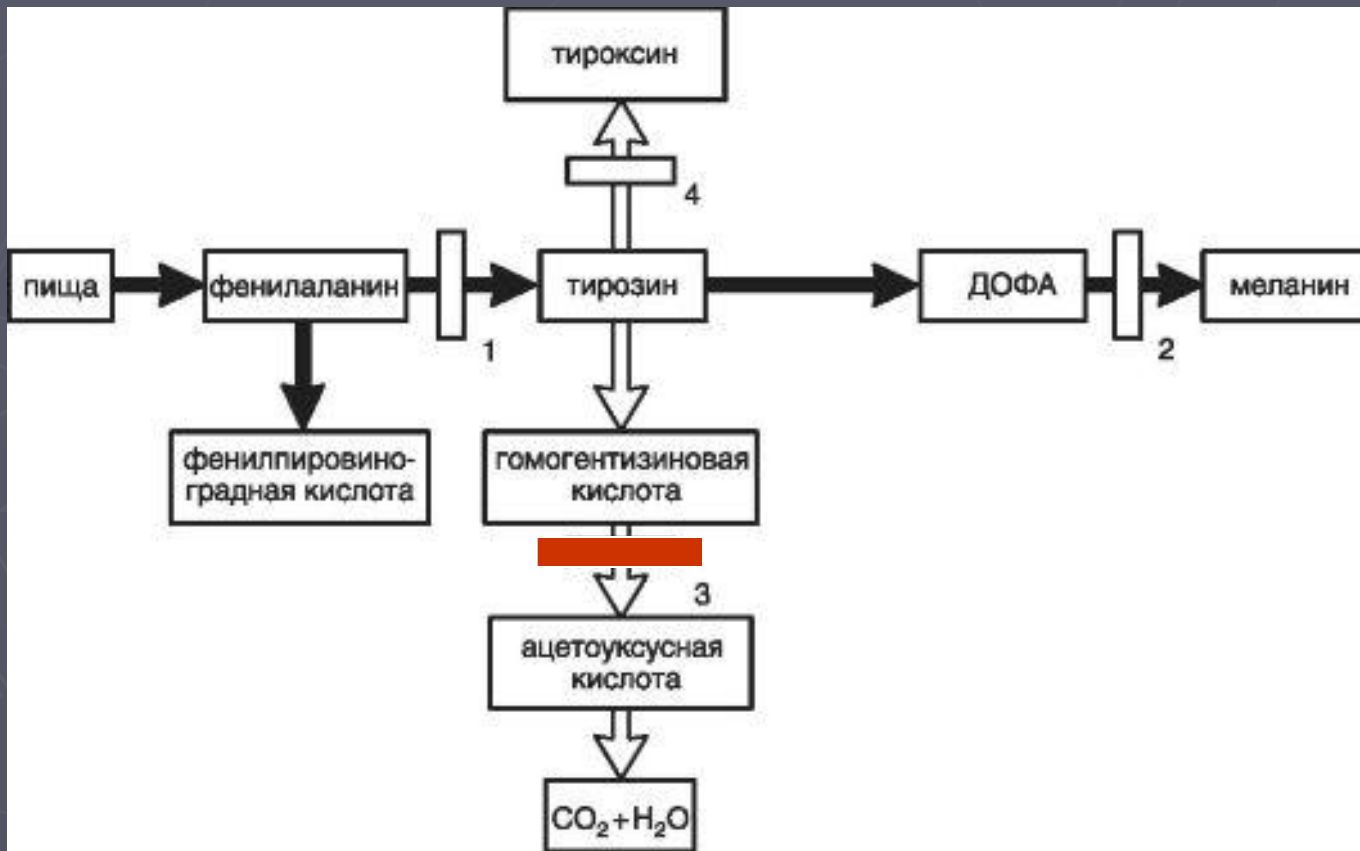 тироксин
4
пища
фенилаланин
тирозин
ДОФА
меланин
1
2
фенилпировино-
градная кислота
гомогентизиновая
кислота
3
ацетоуксусная
кислота
CO₂+H₂O